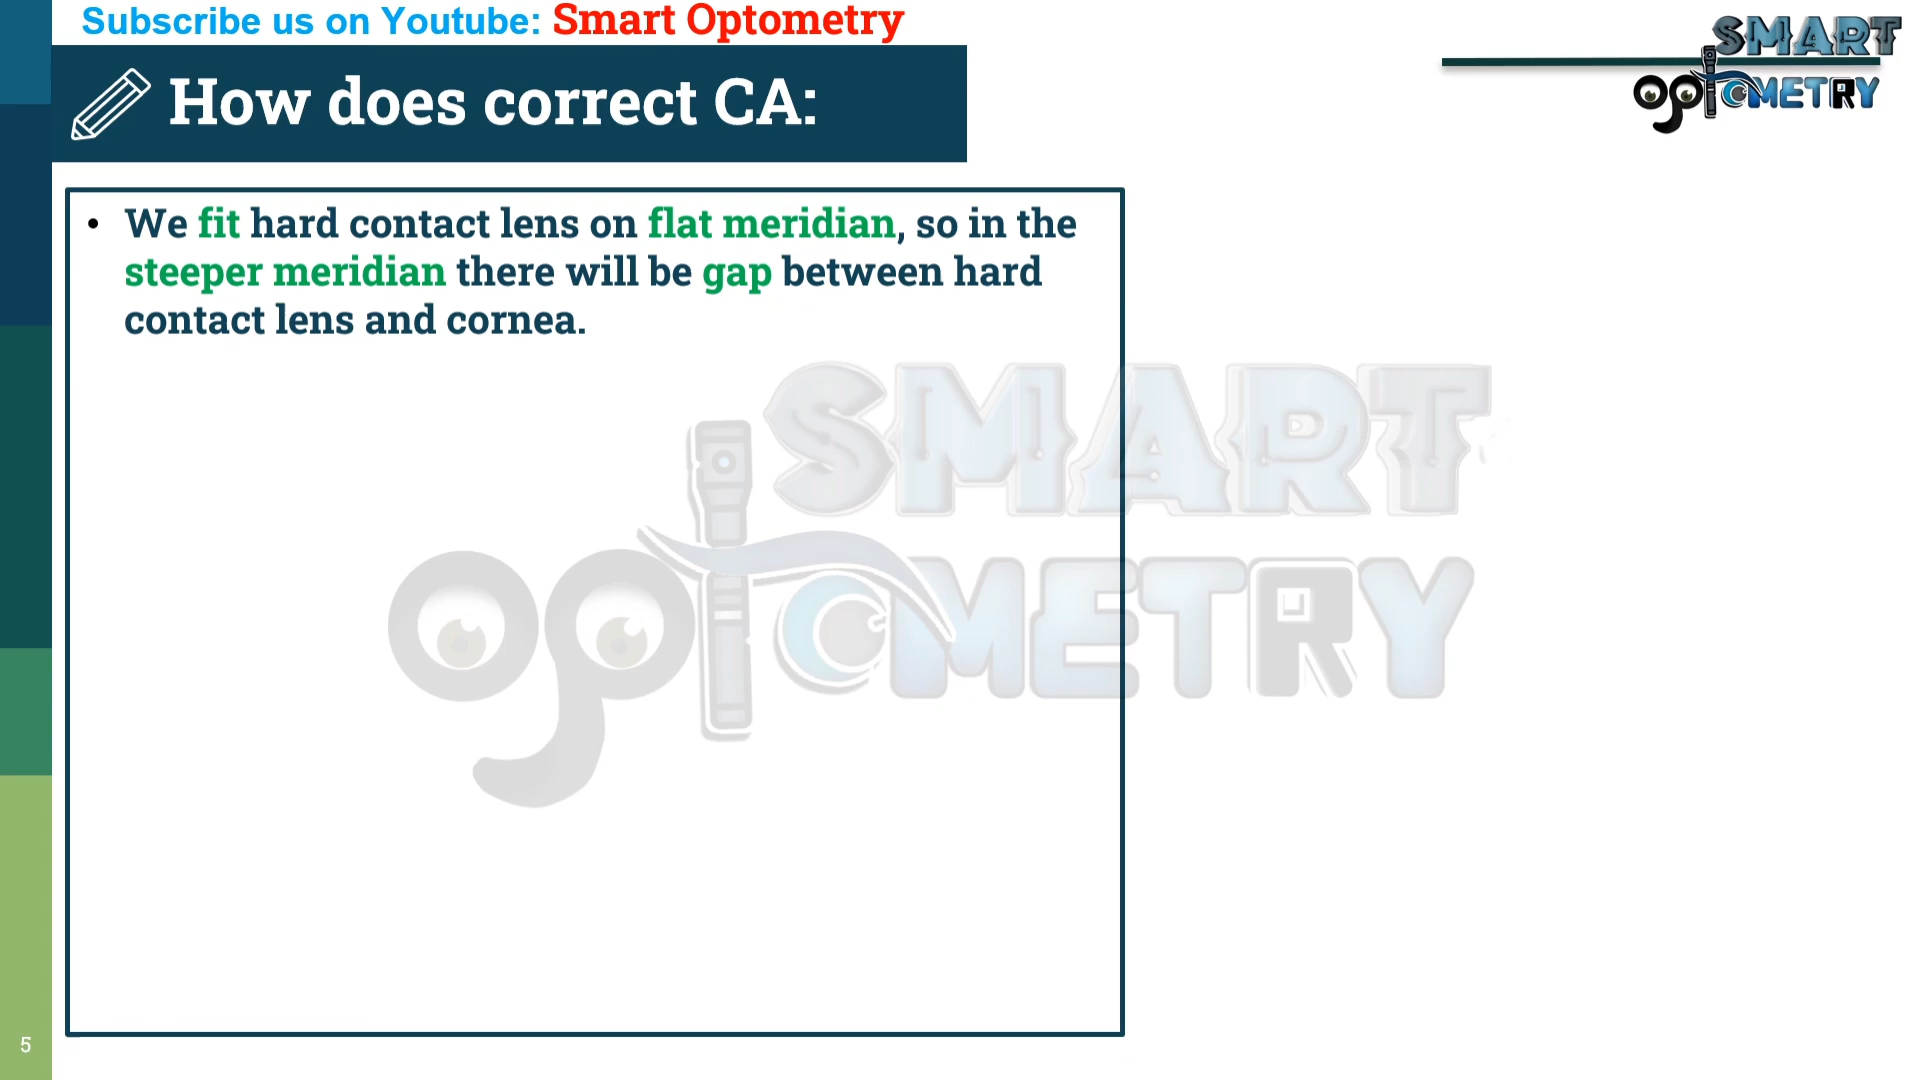 Subscribe us on Youtube: Smart Optometry
How does correct CA:
SMART
OptOMETRY
• We fit hard contact lens on flat meridian, so in the
steeper meridian there will be gap between hard
contact lens and cornea.
SMART
OptOMETRY
5